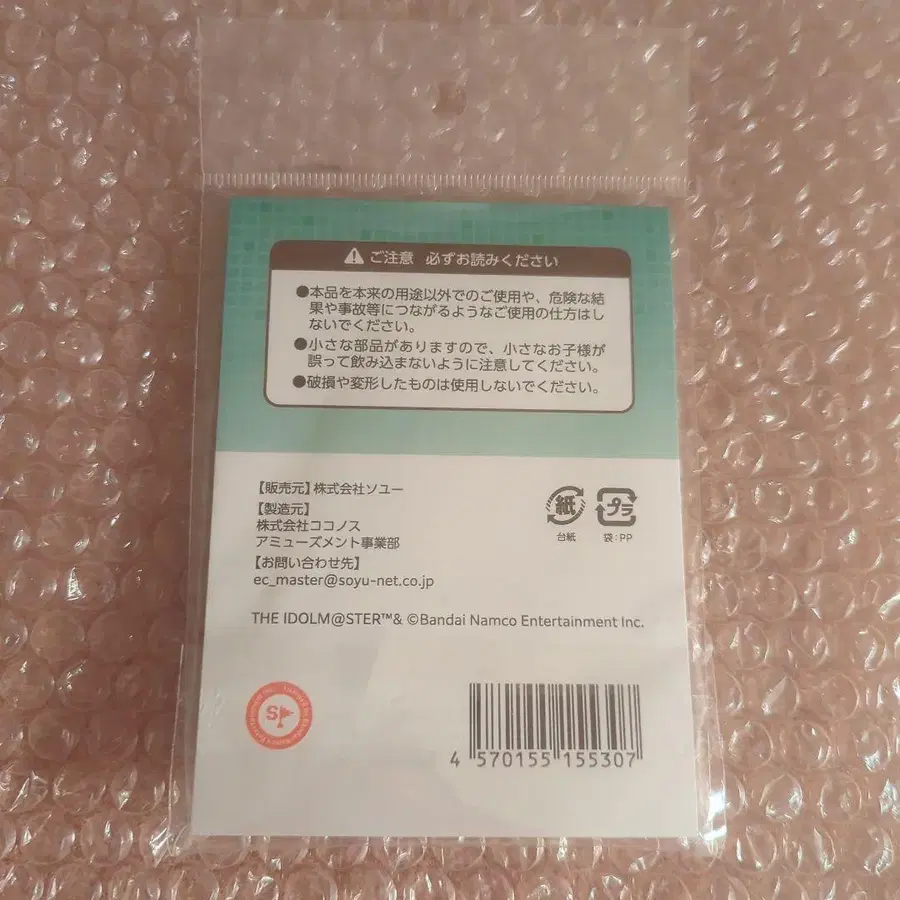 ご注意 必ずお読みください
●本品を本来の用途以外でのご使用や、危険な結
果や事故等につながるようなご使用の仕方はし
ないでください。
●小さな部品がありますので、小さなお子様が
誤って飲み込まないように注意してください。
●破損や変形したものは使用しないでください。
【販売元】株式会社ソユー
【製造元】
株式会社ココノス
アミューズメント事業部
【お問い合わせ先】
ec_master@soyu-net.co.jp
紙
台紙
プラ
袋:PP
THE IDOLM@STER™& ©Bandai Namco Entertainment Inc.
S
4 570155 155307